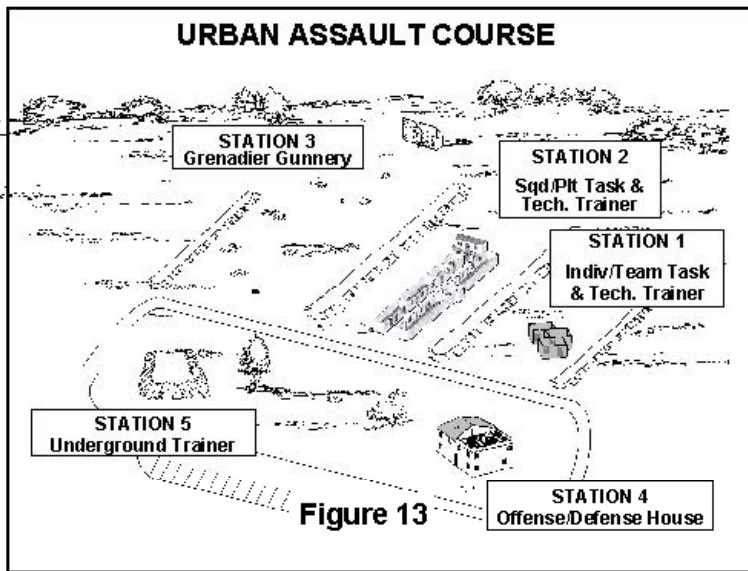 URBAN ASSAULT COURSE
STATION 3
Grenadier Gunnery
STATION 2
Sqd/Plt Task &
Tech. Trainer
STATION 1
Indiv/Team Task
& Tech. Trainer
STATION 5
Underground Trainer
STATION 4
Offense/Defense House
Figure 13